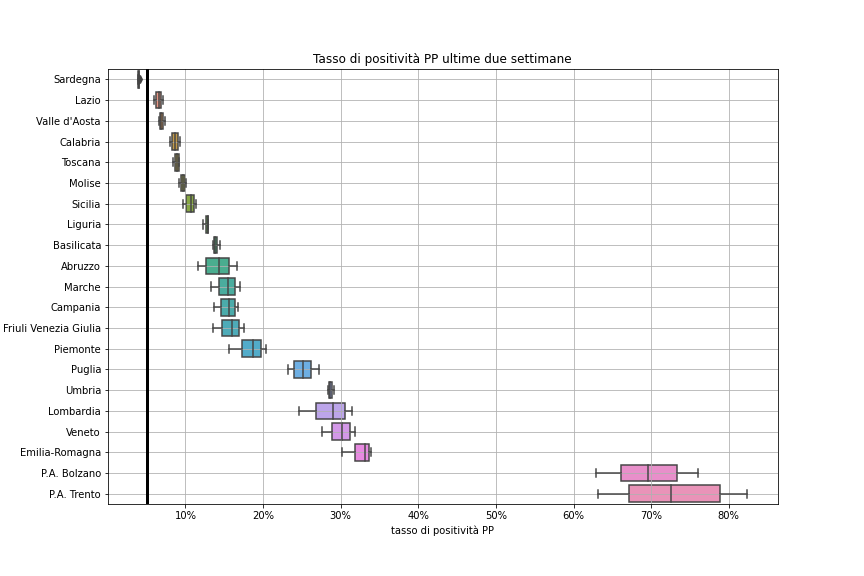 Tasso di positività PP ultime due settimane
Sardegna
Lazio
Valle d'Aosta
Calabria
Toscana
Molise
Sicilia
Liguria
Basilicata
Abruzzo
Marche
Campania
Friuli Venezia Giulia
Piemonte
Puglia
Umbria
Lombardia
Veneto
Emilia-Romagna
P.A. Bolzano
P.A. Trento
10% 20% 30% 40% 50% 60% 70% 80%
tasso di positività PP